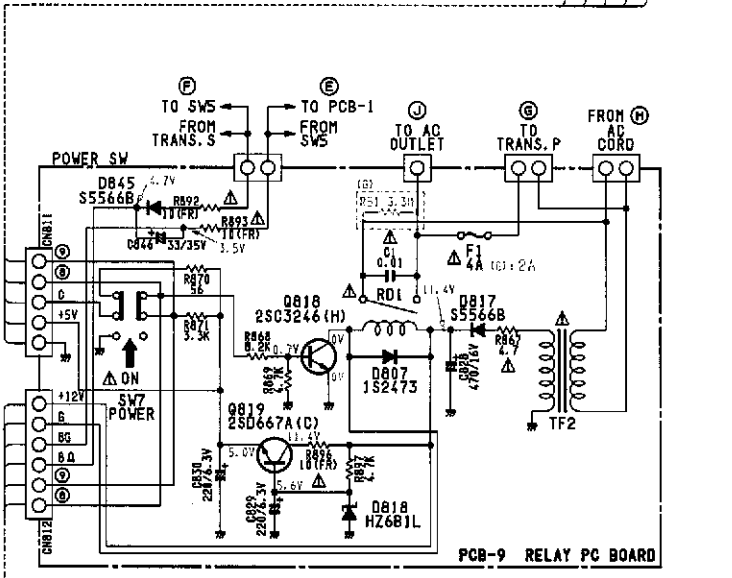 Ⓕ
TO SW5
FROM
TRANS. S
Ⓔ
TO PCB-1
FROM
SW5
Ⓙ
TO AC
OUTLET
Ⓖ
TO
TRANS. P
FROM Ⓗ
AC
CORD
POWER SW
D845
S5566B
4.7V
R892
10(FR)
R893
10(FR)
C846
33/35V
3.5V
(G)
R51 3.3M
C1
0.01
F1
4A (G):2A
RD1
11.4V
CN811
⑨
⑧
C
+5V
R870
56
R871
3.3K
ON
SW7
POWER
Q818
2SC3246(H)
R868
8.2K
0.7V
0V
0V
R869
4.7K
D807
1S2473
D817
S5566B
C828
470/16V
R867
4.7
TF2
+12V
G
BG
⑨
⑧
CN812
Q819
2SD667A(C)
5.0V
11.4V
R896
10(FR)
5.6V
C830
220/6.3V
C829
220/6.3V
R897
4.7K
D818
HZ6B1L
PCB-9 RELAY PC BOARD